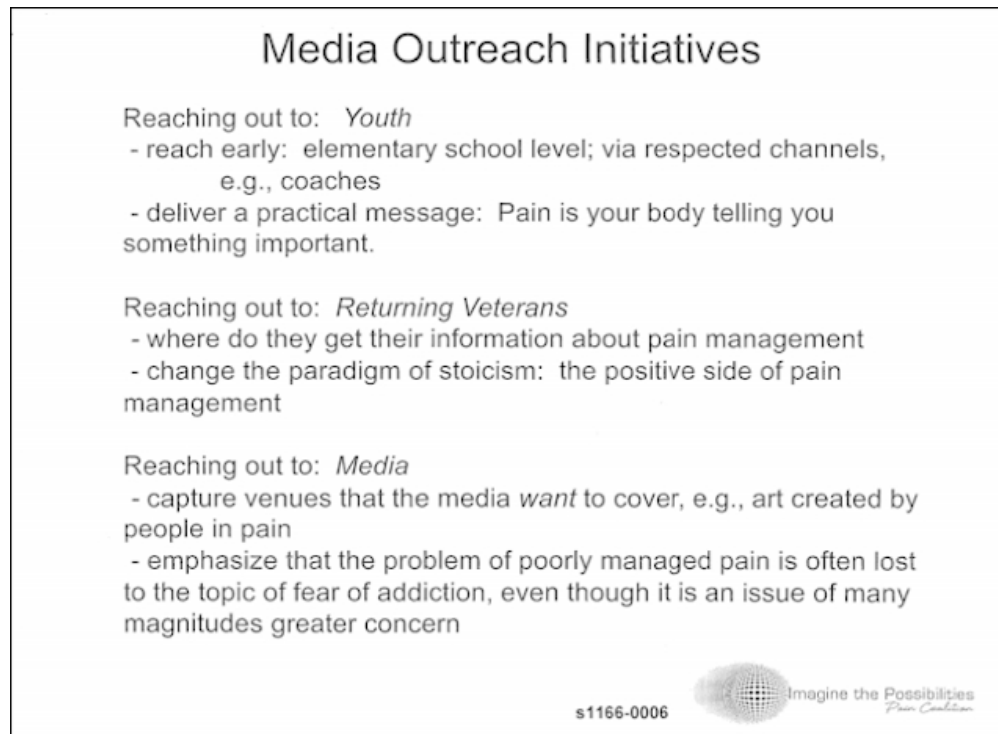 Media Outreach Initiatives
Reaching out to: Youth
- reach early: elementary school level; via respected channels,
e.g., coaches
- deliver a practical message: Pain is your body telling you
something important.
Reaching out to: Returning Veterans
- where do they get their information about pain management
- change the paradigm of stoicism: the positive side of pain
management
Reaching out to: Media
- capture venues that the media want to cover, e.g., art created by
people in pain
- emphasize that the problem of poorly managed pain is often lost
to the topic of fear of addiction, even though it is an issue of many
magnitudes greater concern
s1166-0006
Imagine the Possibilities
Pain Coalition